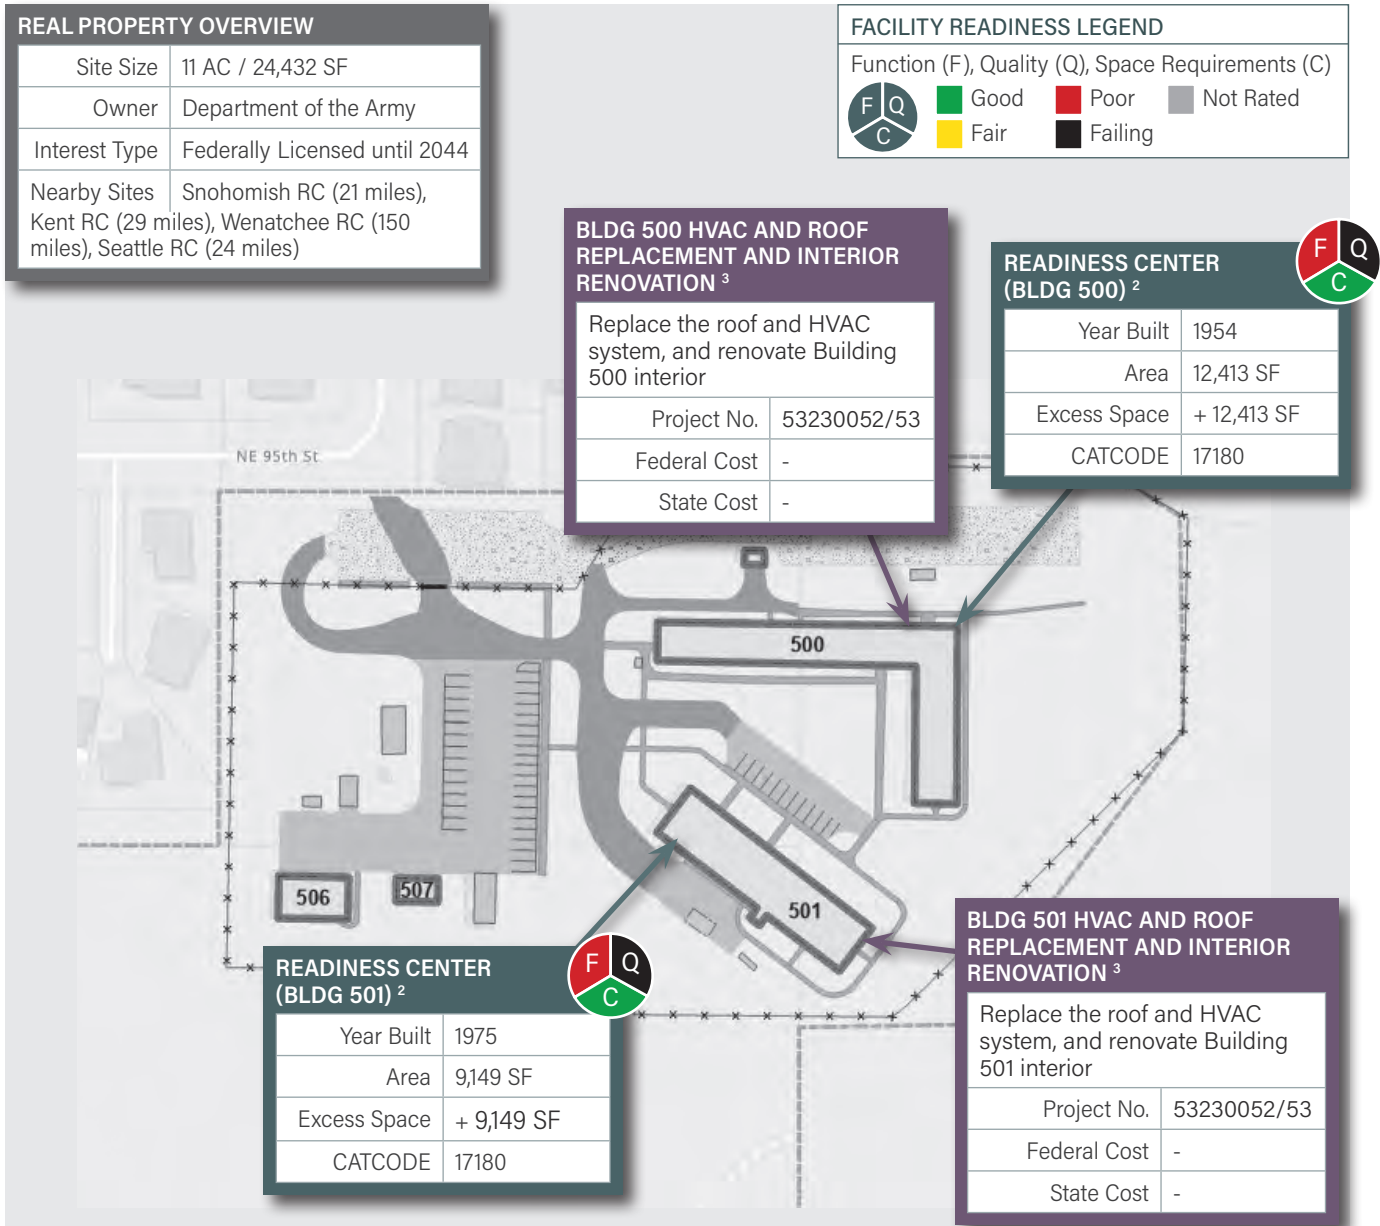 REAL PROPERTY OVERVIEW
Site Size 11 AC / 24,432 SF
Owner Department of the Army
Interest Type Federally Licensed until 2044
Nearby Sites Snohomish RC (21 miles),
Kent RC (29 miles), Wenatchee RC (150
miles), Seattle RC (24 miles)
FACILITY READINESS LEGEND
Function (F), Quality (Q), Space Requirements (C)
F Q C
Good Poor Not Rated
Fair Failing
BLDG 500 HVAC AND ROOF
REPLACEMENT AND INTERIOR
RENOVATION 3
Replace the roof and HVAC
system, and renovate Building
500 interior
Project No. 53230052/53
Federal Cost -
State Cost -
READINESS CENTER
(BLDG 500) 2
F Q
C
Year Built 1954
Area 12,413 SF
Excess Space + 12,413 SF
CATCODE 17180
NE 95th St
500
506
507
501
READINESS CENTER
(BLDG 501) 2
F Q
C
Year Built 1975
Area 9,149 SF
Excess Space + 9,149 SF
CATCODE 17180
BLDG 501 HVAC AND ROOF
REPLACEMENT AND INTERIOR
RENOVATION 3
Replace the roof and HVAC
system, and renovate Building
501 interior
Project No. 53230052/53
Federal Cost -
State Cost -